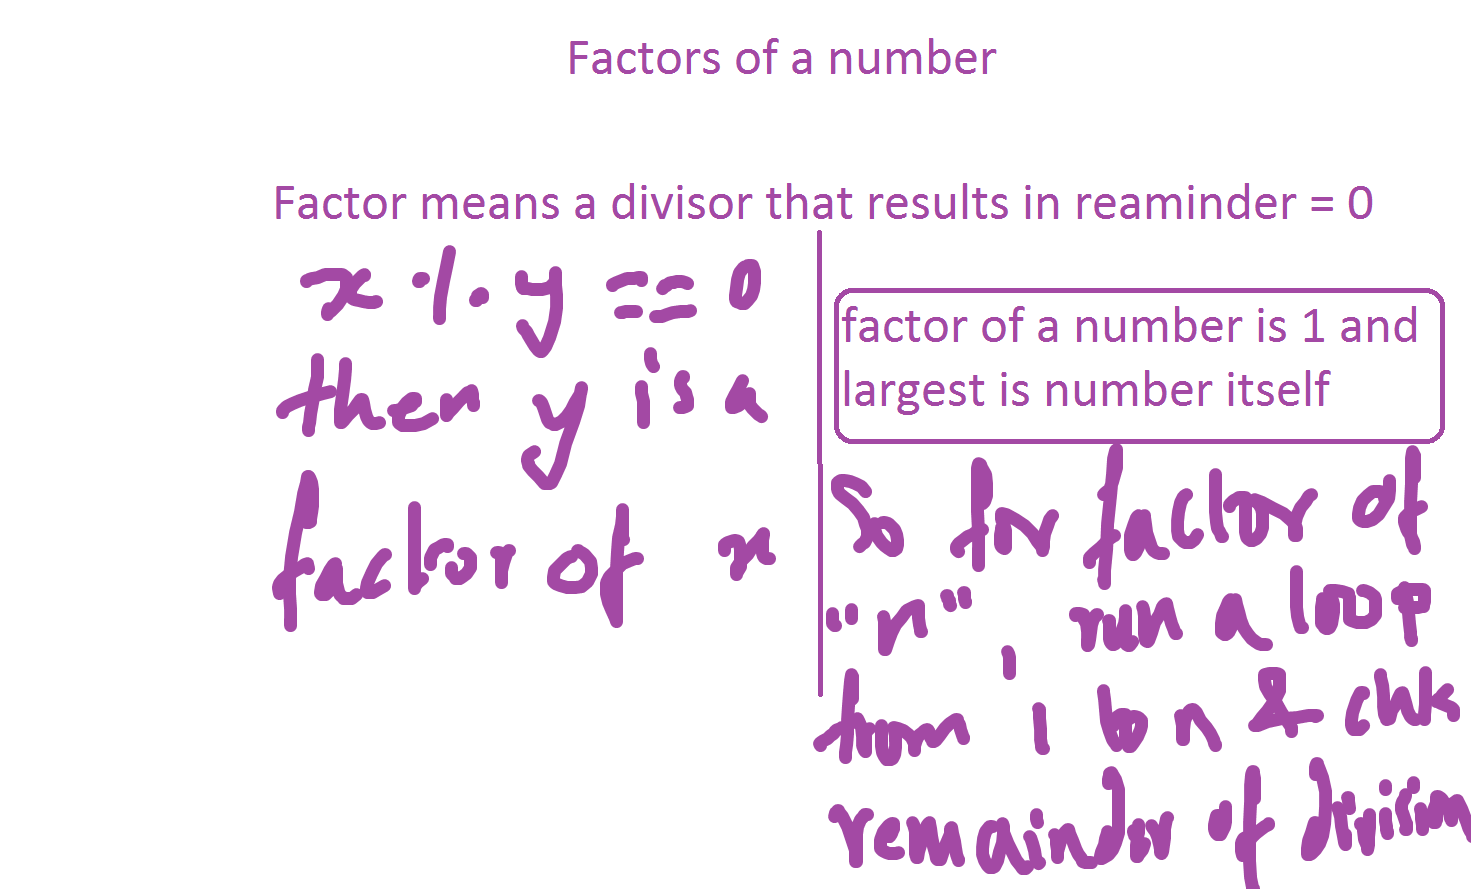 Factors of a number
Factor means a divisor that results in reaminder = 0
x % y == 0
then y is a
factor of x
factor of a number is 1 and
largest is number itself
So for factor of
"n", run a loop
from 1 to n & chk
remainder of division